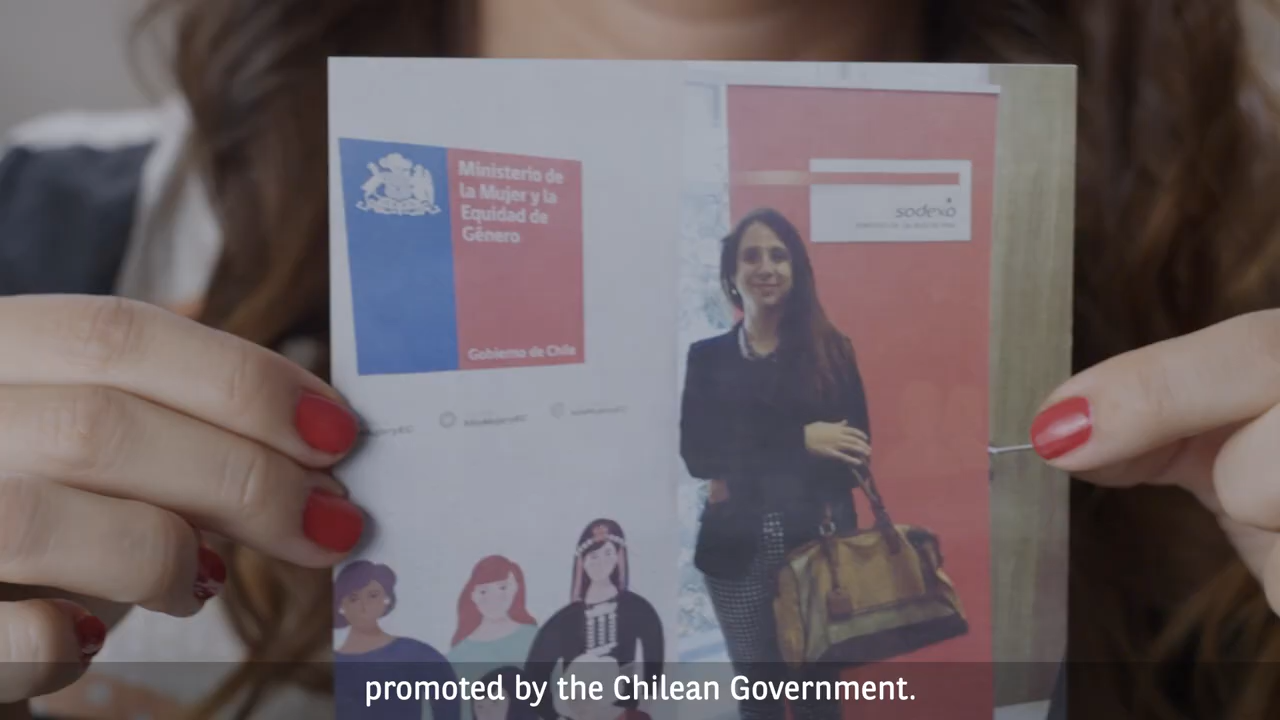 Ministerio de
la Mujer y la
Equidad de
Género
Gobierno de Chile
sodexo
promoted by the Chilean Government.